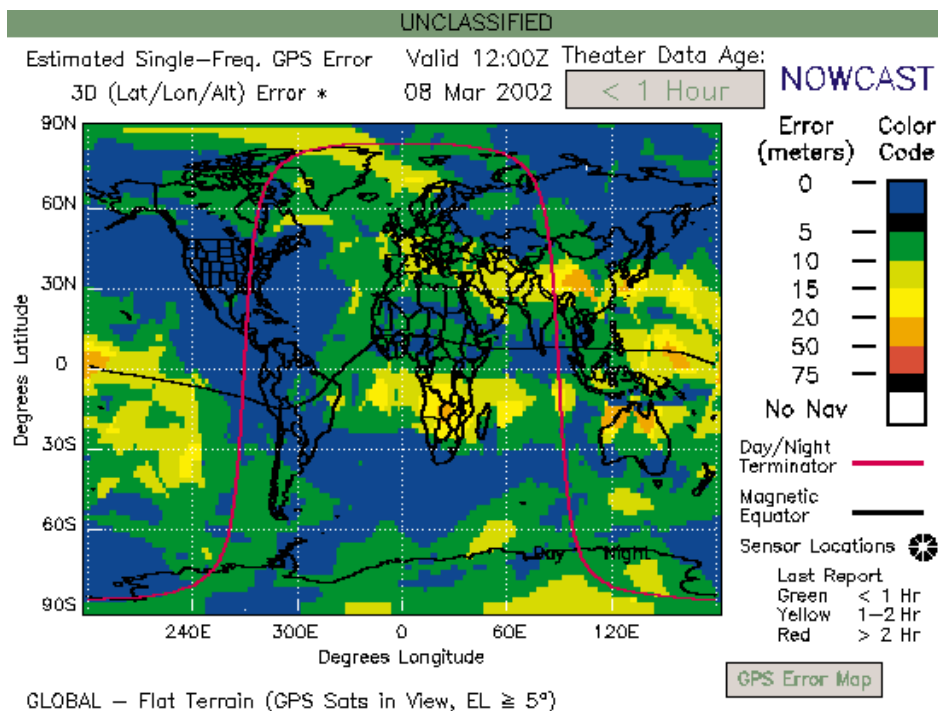 UNCLASSIFIED
Estimated Single-Freq. GPS Error
3D (Lat/Lon/Alt) Error *
Valid 12:00Z
08 Mar 2002
Theater Data Age:
< 1 Hour
NOWCAST
Error
(meters)
Color
Code
0
5
10
15
20
50
75
No Nav
Day/Night
Terminator
Magnetic
Equator
Sensor Locations
Last Report
Green < 1 Hr
Yellow 1-2 Hr
Red > 2 Hr
GPS Error Map
Degrees Latitude
90N
60N
30N
0
30S
60S
90S
Day Night
240E 300E 0 60E 120E
Degrees Longitude
GLOBAL - Flat Terrain (GPS Sats in View, EL ≥ 5°)